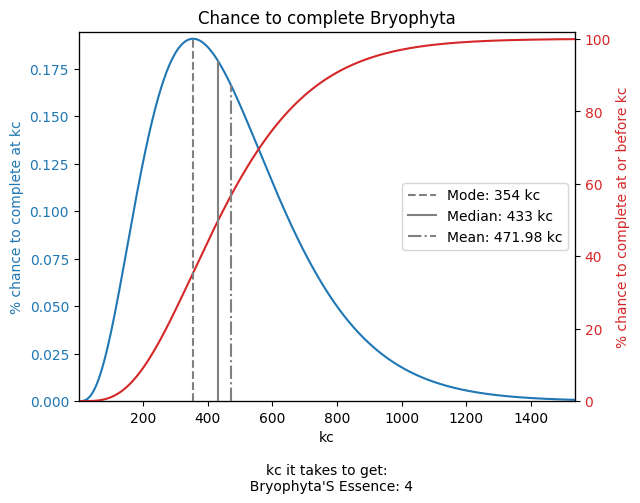 Chance to complete Bryophyta
% chance to complete at kc
0.175
0.150
0.125
0.100
0.075
0.050
0.025
0.000
Mode: 354 kc
Median: 433 kc
Mean: 471.98 kc
100
80
60
40
20
0
% chance to complete at or before kc
200 400 600 800 1000 1200 1400
kc
kc it takes to get:
Bryophyta'S Essence: 4